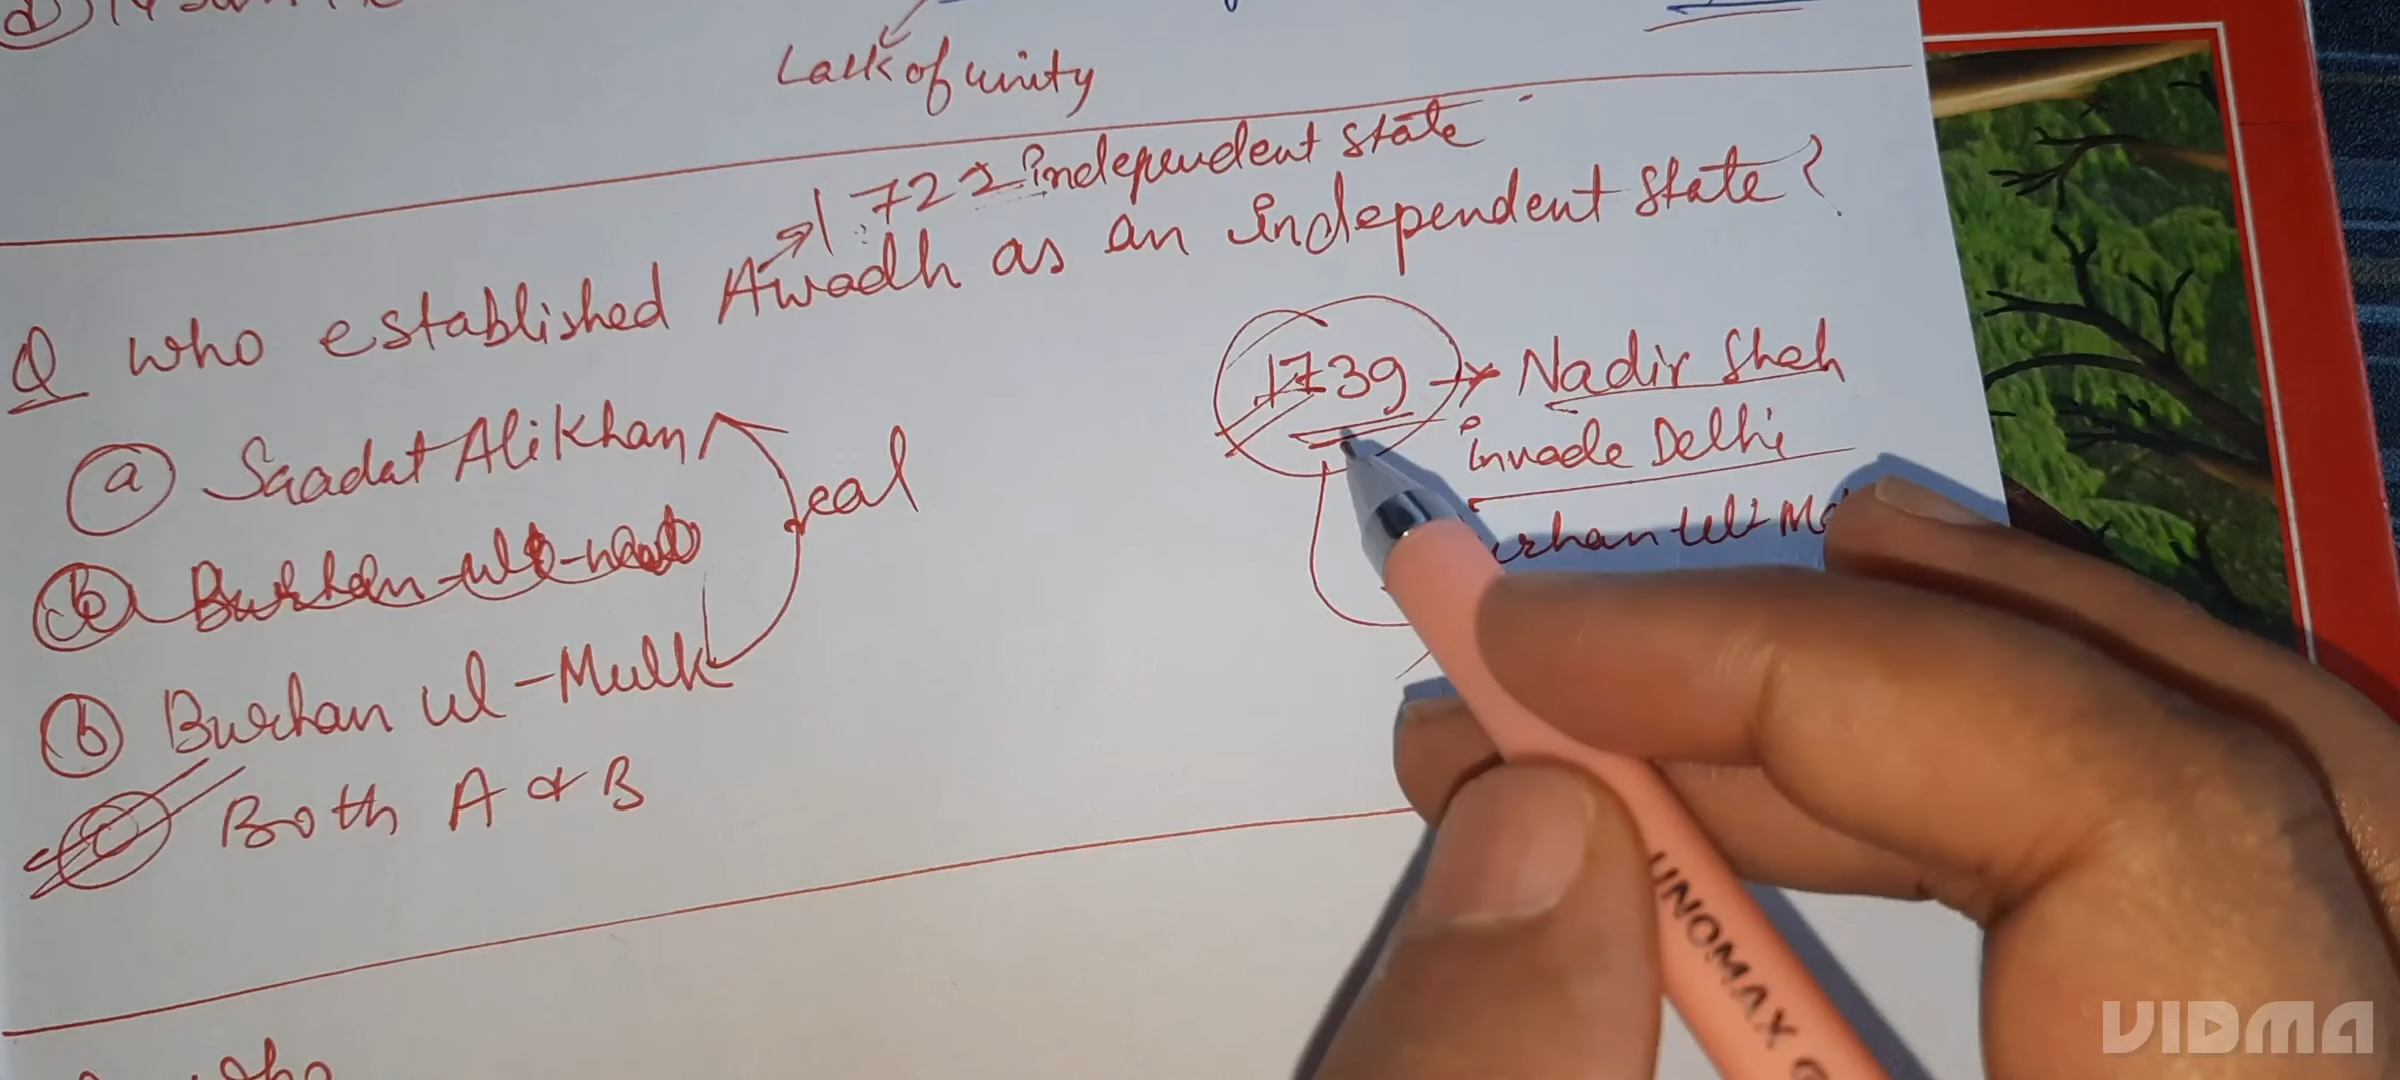 Lack of unity
1722 independent state
Q who established Awadh as an independent state?
a Saadat Ali Khan
real
b Burhan ul-Mulk
c Both A & B
1739 → Nadir Shah
invade Delhi
who
UNOMAX
VIDMA